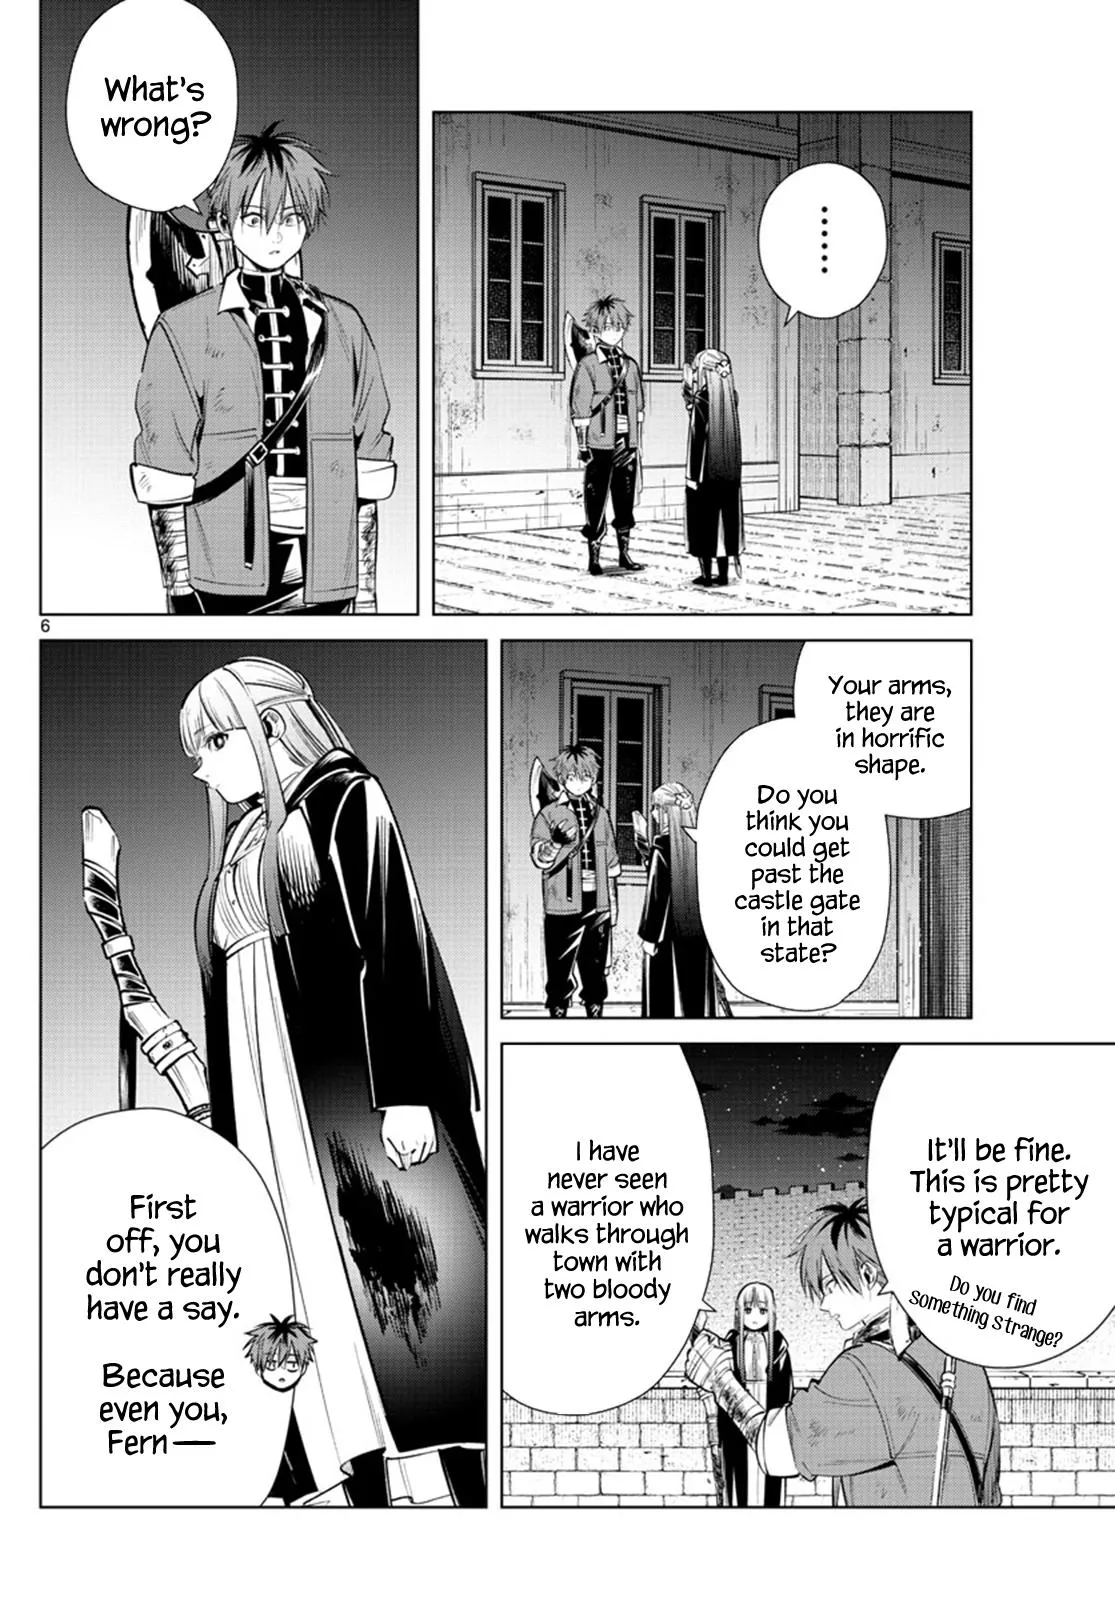 ………
What's
wrong?
Your arms,
they are
in horrific
shape.
Do you
think you
could get
past the
castle gate
in that
state?
It'll be fine.
This is pretty
typical for
a warrior.
Do you find
something strange?
I have
never seen
a warrior who
walks through
town with
two bloody
arms.
First
off, you
don't really
have a say.
Because
even you,
Fern—
6